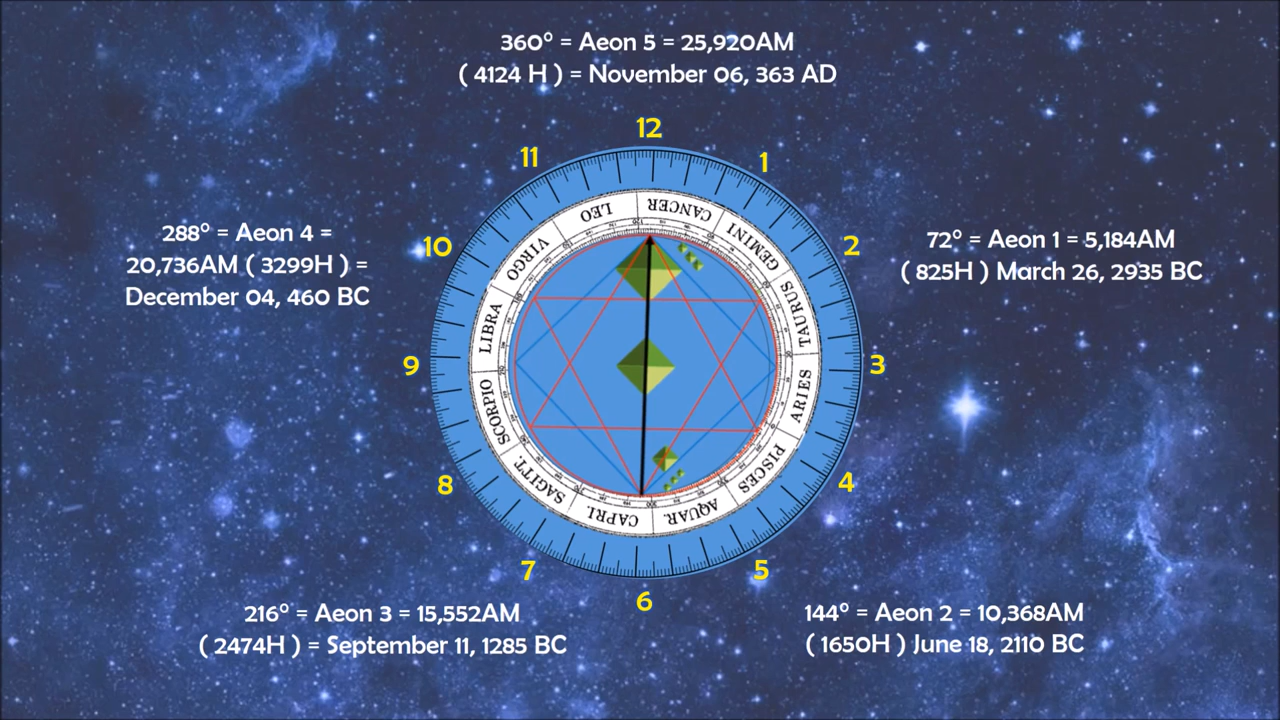 360° = Aeon 5 = 25,920AM
( 4124 H ) = November 06, 363 AD
12
11
1
10
2
9
3
8
4
7
5
6
288° = Aeon 4 =
20,736AM ( 3299H ) =
December 04, 460 BC
72° = Aeon 1 = 5,184AM
( 825H ) March 26, 2935 BC
LEO
CANCER
VIRGO
GEMINI
LIBRA
TAURUS
SCORPIO
ARIES
SAGITT.
PISCES
CAPRI.
AQUAR.
216° = Aeon 3 = 15,552AM
( 2474H ) = September 11, 1285 BC
144° = Aeon 2 = 10,368AM
( 1650H ) June 18, 2110 BC